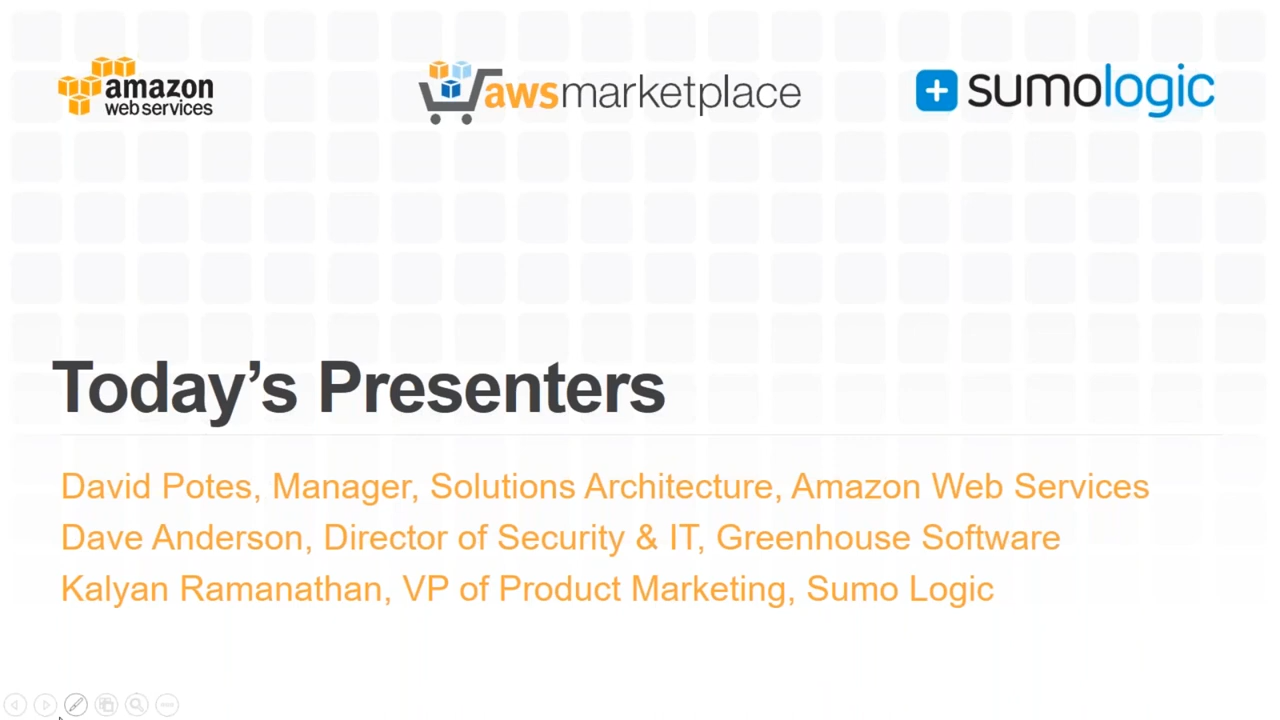 amazon
web services
awsmarketplace
sumologic
Today's Presenters
David Potes, Manager, Solutions Architecture, Amazon Web Services
Dave Anderson, Director of Security & IT, Greenhouse Software
Kalyan Ramanathan, VP of Product Marketing, Sumo Logic